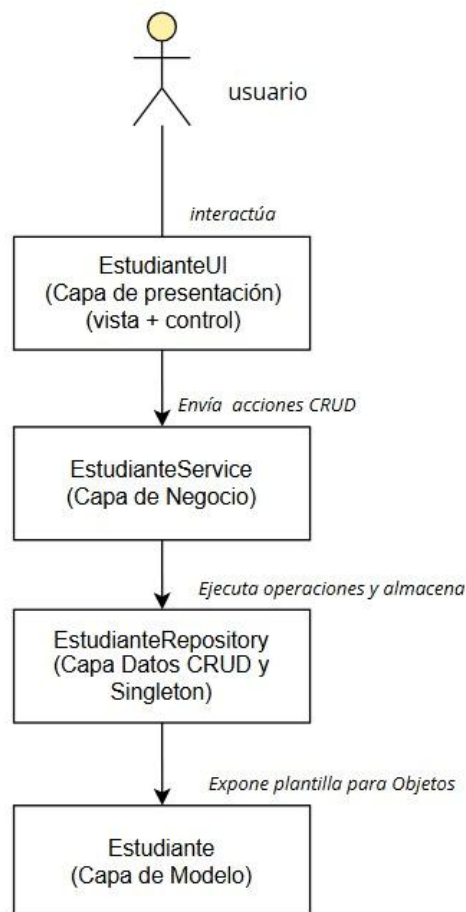 usuario
interactúa
EstudianteUI
(Capa de presentación)
(vista + control)
Envía acciones CRUD
EstudianteService
(Capa de Negocio)
Ejecuta operaciones y almacena
EstudianteRepository
(Capa Datos CRUD y
Singleton)
Expone plantilla para Objetos
Estudiante
(Capa de Modelo)